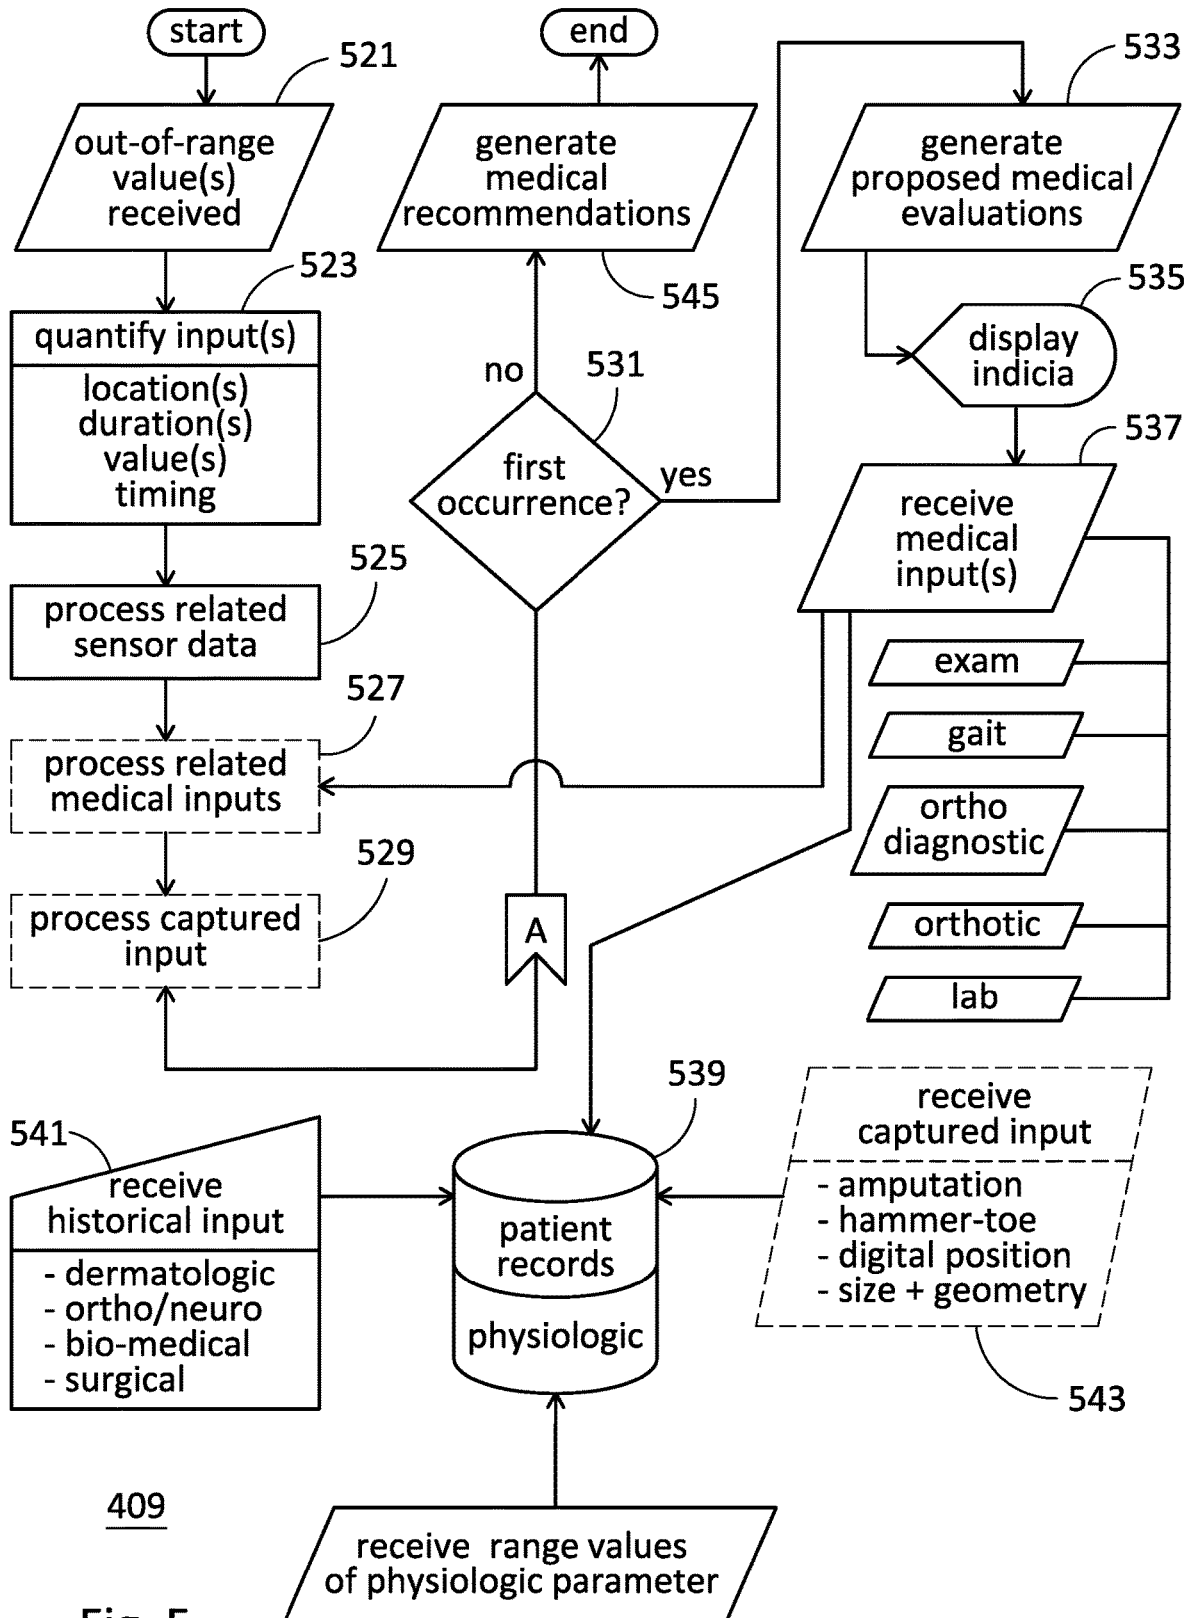 start
521
out-of-range
value(s)
received
523
quantify input(s)
location(s)
duration(s)
value(s)
timing
525
process related
sensor data
527
process related
medical inputs
529
process captured
input
end
generate
medical
recommendations
545
no
531
first
occurrence?
yes
A
533
generate
proposed medical
evaluations
535
display
indicia
537
receive
medical
input(s)
exam
gait
ortho
diagnostic
orthotic
lab
541
receive
historical input
- dermatologic
- ortho/neuro
- bio-medical
- surgical
539
patient
records
physiologic
receive
captured input
- amputation
- hammer-toe
- digital position
- size + geometry
543
409
receive range values
of physiologic parameter
Fig. 5